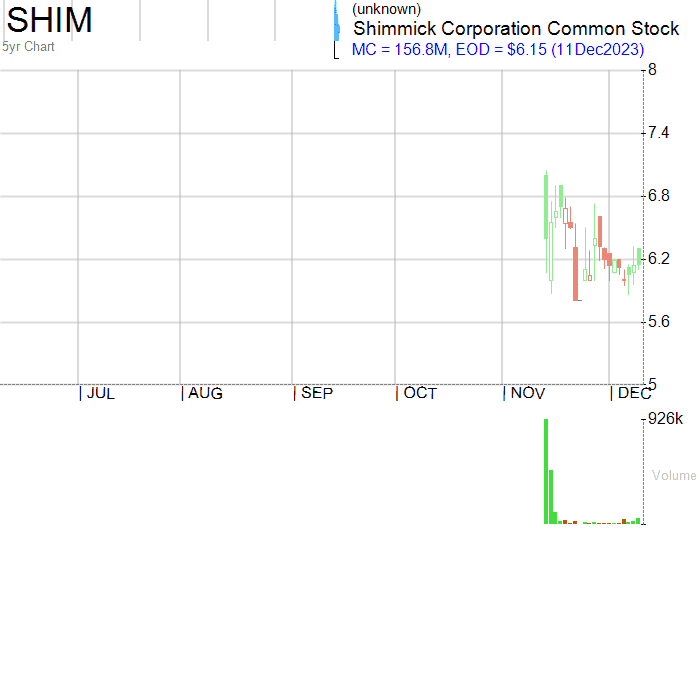 SHIM
5yr Chart
(unknown)
Shimmick Corporation Common Stock
MC = 156.8M, EOD = $6.15 (11Dec2023)
8
7.4
6.8
6.2
5.6
5
| JUL | AUG | SEP | OCT | NOV | DEC
926k
Volume